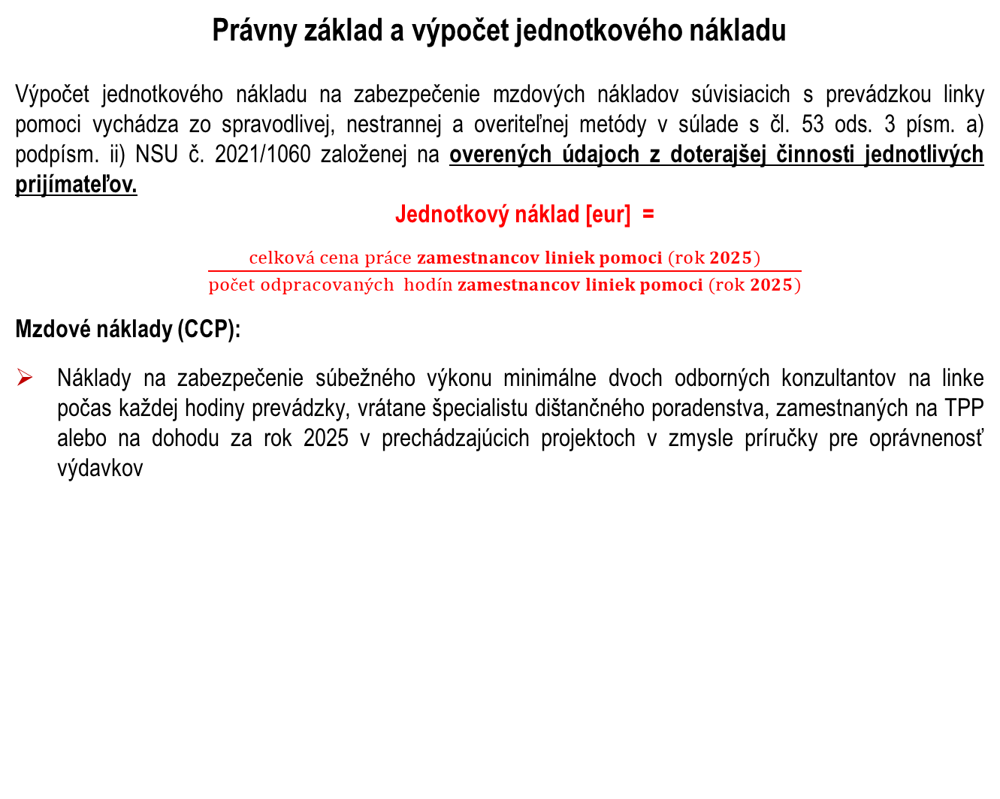 Právny základ a výpočet jednotkového nákladu
Výpočet jednotkového nákladu na zabezpečenie mzdových nákladov súvisiacich s prevádzkou linky
pomoci vychádza zo spravodlivej, nestrannej a overiteľnej metódy v súlade s čl. 53 ods. 3 písm. a)
podpísm. ii) NSU č. 2021/1060 založenej na overených údajoch z doterajšej činnosti jednotlivých
prijímateľov.
Jednotkový náklad [eur] =
celková cena práce zamestnancov liniek pomoci (rok 2025)
počet odpracovaných hodín zamestnancov liniek pomoci (rok 2025)
Mzdové náklady (CCP):
Náklady na zabezpečenie súbežného výkonu minimálne dvoch odborných konzultantov na linke
počas každej hodiny prevádzky, vrátane špecialistu dištančného poradenstva, zamestnaných na TPP
alebo na dohodu za rok 2025 v prechádzajúcich projektoch v zmysle príručky pre oprávnenosť
výdavkov